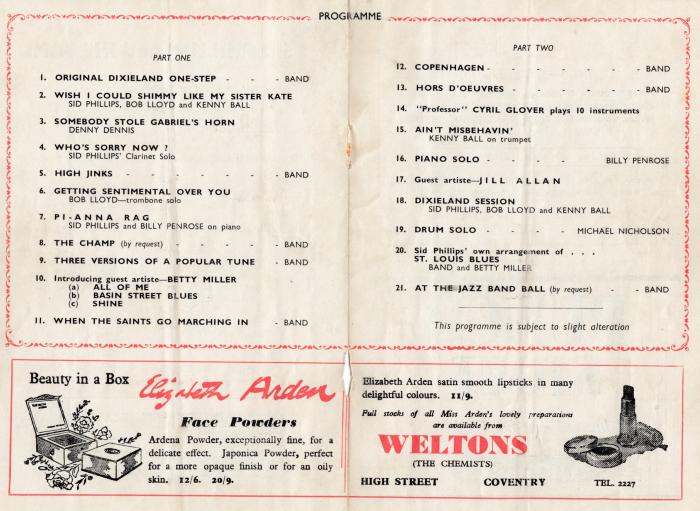 PROGRAMME
PART ONE
1. ORIGINAL DIXIELAND ONE-STEP - - - BAND
2. WISH I COULD SHIMMY LIKE MY SISTER KATE
SID PHILLIPS, BOB LLOYD and KENNY BALL
3. SOMEBODY STOLE GABRIEL'S HORN
DENNY DENNIS
4. WHO'S SORRY NOW ?
SID PHILLIPS' Clarinet Solo
5. HIGH JINKS - - - - - - BAND
6. GETTING SENTIMENTAL OVER YOU
BOB LLOYD—trombone solo
7. PI-ANNA RAG
SID PHILLIPS and BILLY PENROSE on piano
8. THE CHAMP (by request) - - - - - BAND
9. THREE VERSIONS OF A POPULAR TUNE - BAND
10. Introducing guest artiste—BETTY MILLER
(a) ALL OF ME
(b) BASIN STREET BLUES
(c) SHINE
11. WHEN THE SAINTS GO MARCHING IN - BAND
PART TWO
12. COPENHAGEN - - - - - - BAND
13. HORS D'OEUVRES - - - - - BAND
14. "Professor" CYRIL GLOVER plays 10 instruments
15. AIN'T MISBEHAVIN'
KENNY BALL on trumpet
16. PIANO SOLO - - - - BILLY PENROSE
17. Guest artiste—JILL ALLAN
18. DIXIELAND SESSION
SID PHILLIPS, BOB LLOYD and KENNY BALL
19. DRUM SOLO - - - MICHAEL NICHOLSON
20. Sid Phillips' own arrangement of . . .
ST. LOUIS BLUES
BAND and BETTY MILLER
21. AT THE JAZZ BAND BALL (by request) - - BAND
This programme is subject to slight alteration
Beauty in a Box
Elizabeth Arden
Face Powders
Ardena Powder, exceptionally fine, for a
delicate effect. Japonica Powder, perfect
for a more opaque finish or for an oily
skin. 12/6. 20/9.
Elizabeth Arden satin smooth lipsticks in many
delightful colours. 11/9.
Full stocks of all Miss Arden's lovely preparations
are available from
WELTONS
(THE CHEMISTS)
HIGH STREET COVENTRY TEL. 2227